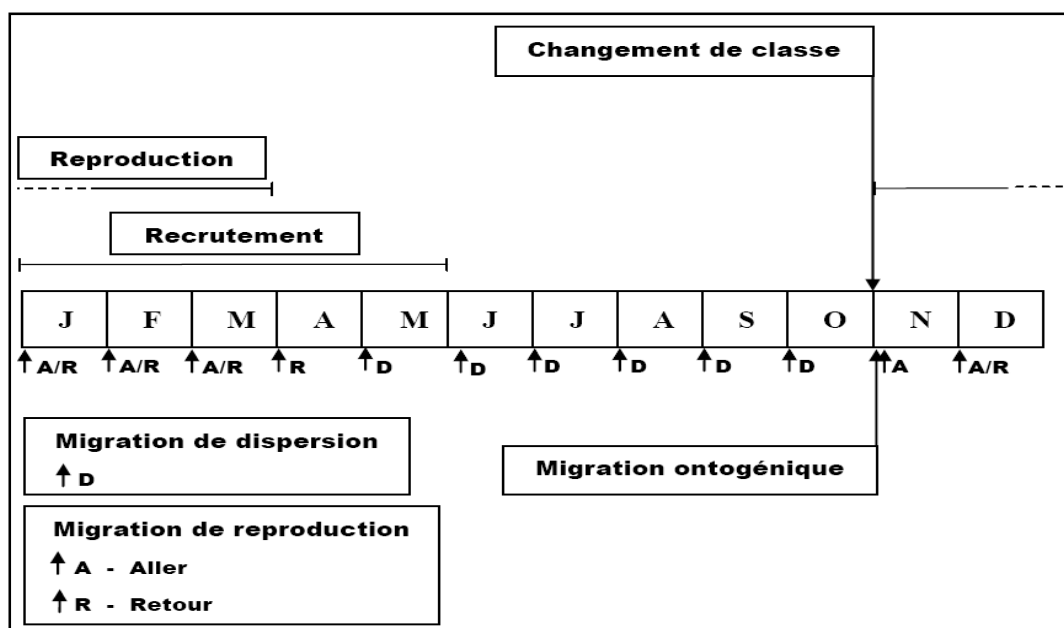 Changement de classe
Reproduction
Recrutement
J F M A M J J A S O N D
A/R A/R A/R R D D D D D D A A/R
Migration de dispersion
D
Migration ontogénique
Migration de reproduction
A - Aller
R - Retour